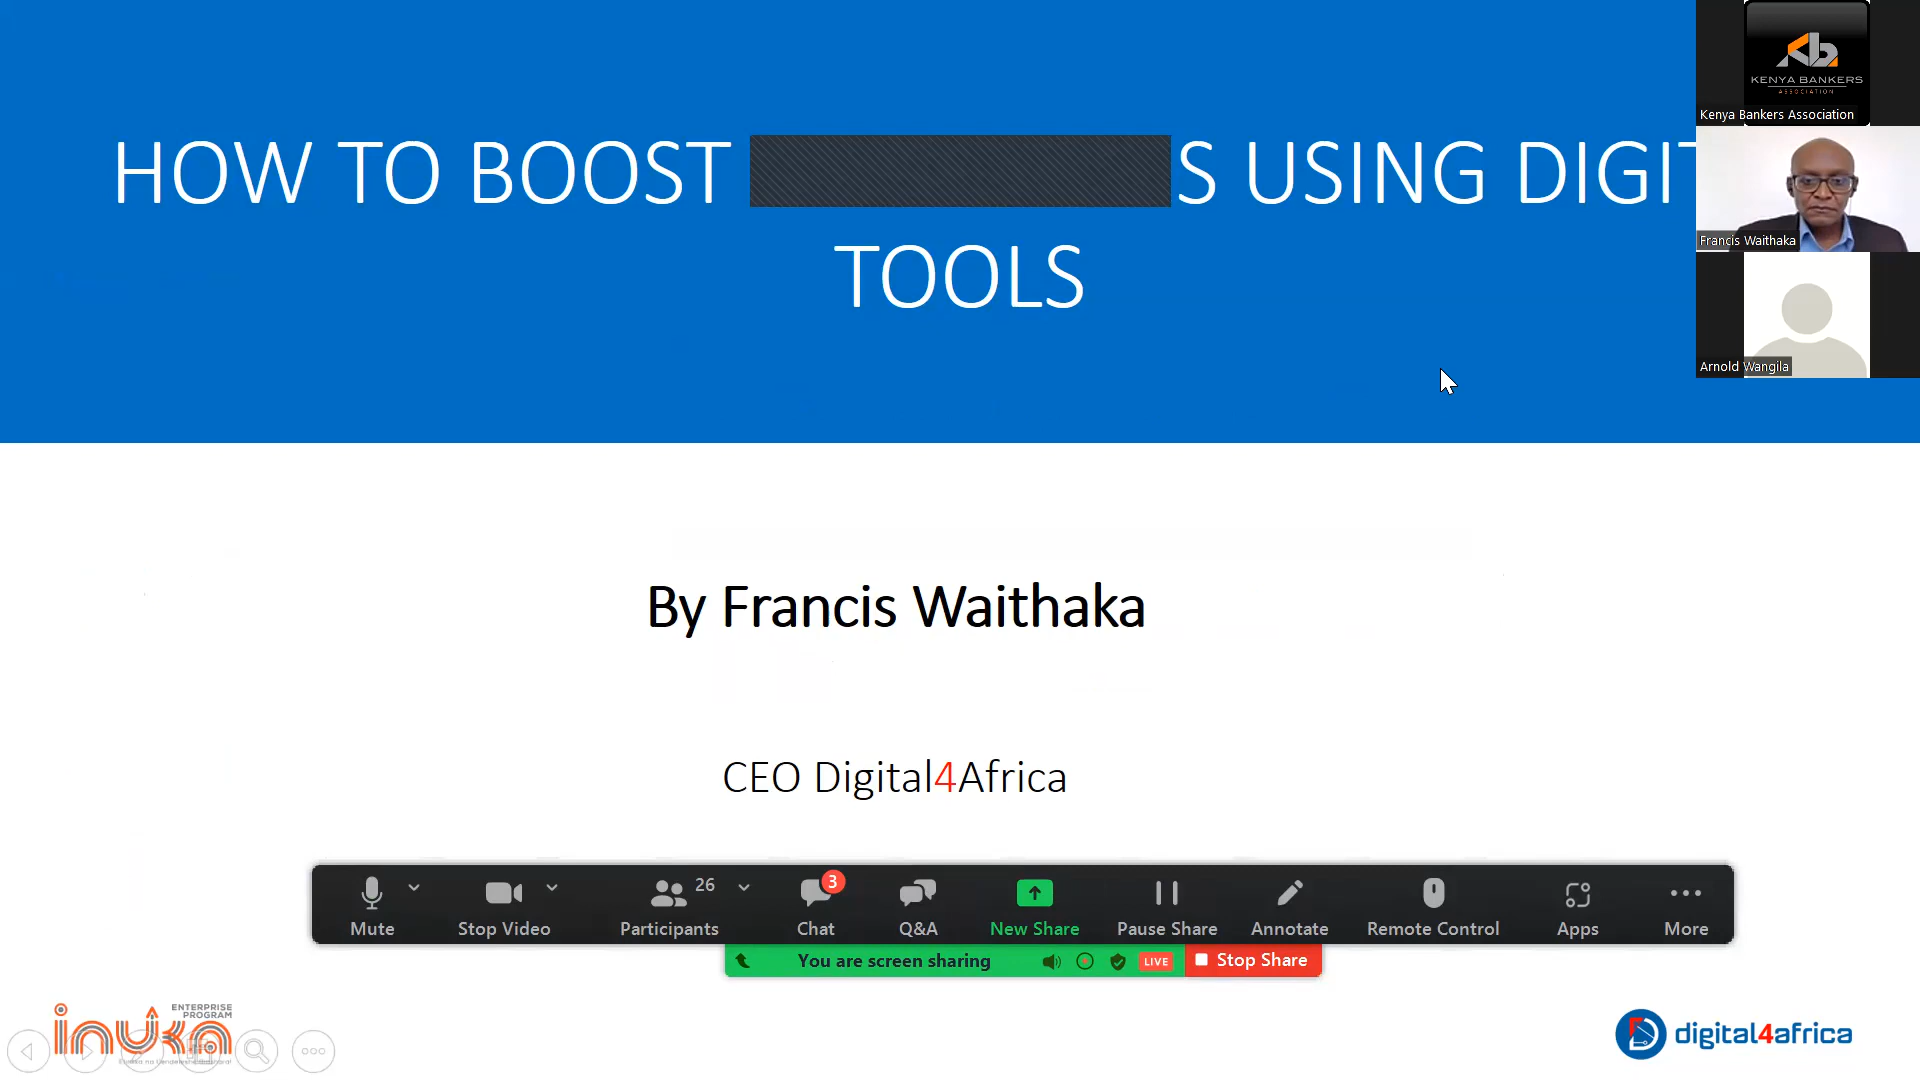 HOW TO BOOST S USING DIGIT
TOOLS
KENYA BANKERS
ASSOCIATION
Kenya Bankers Association
Francis Waithaka
Arnold Wangila
By Francis Waithaka
CEO Digital4Africa
Mute
Stop Video
26
Participants
3
Chat
Q&A
New Share
Pause Share
Annotate
Remote Control
Apps
More
You are screen sharing
LIVE
Stop Share
ENTERPRISE
PROGRAM
inuka
digital4africa